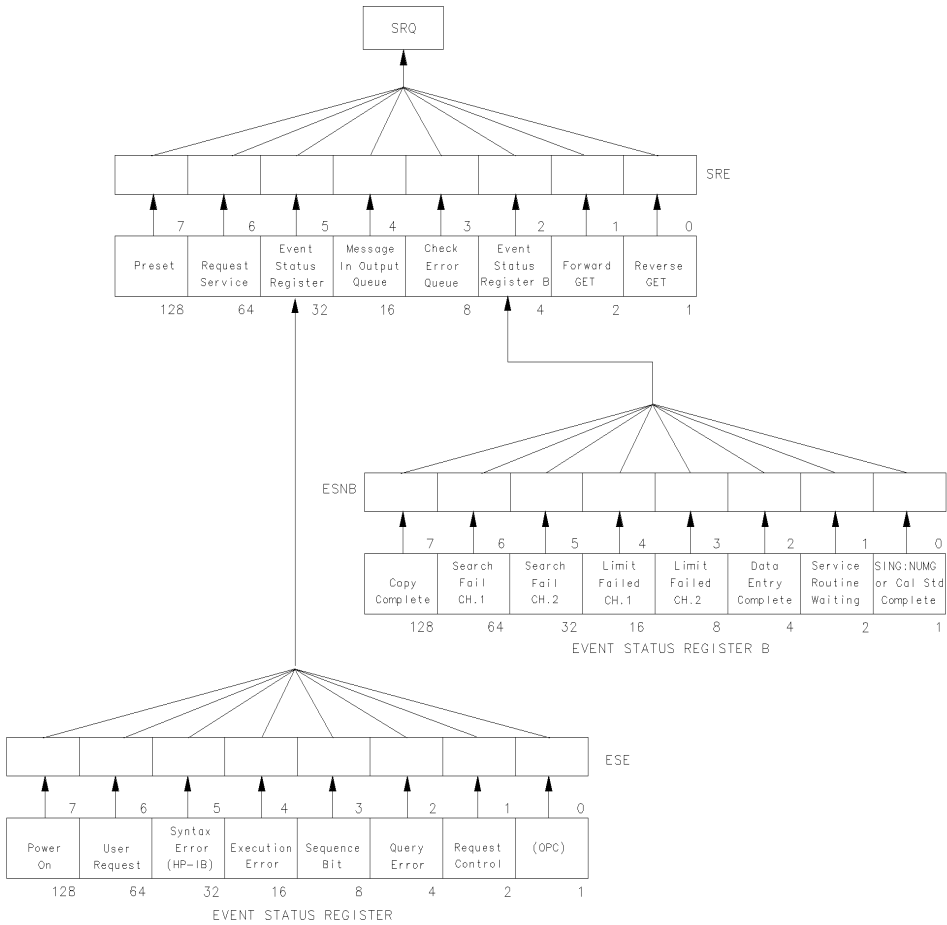 SRQ
SRE
7 6 5 4 3 2 1 0
Preset
Request
Service
Event
Status
Register
Message
In Output
Queue
Check
Error
Queue
Event
Status
Register B
Forward
GET
Reverse
GET
128 64 32 16 8 4 2 1
ESNB
7 6 5 4 3 2 1 0
Copy
Complete
Search
Fail
CH.1
Search
Fail
CH.2
Limit
Failed
CH.1
Limit
Failed
CH.2
Data
Entry
Complete
Service
Routine
Waiting
SING:NUMG
or Cal Std
Complete
128 64 32 16 8 4 2 1
EVENT STATUS REGISTER B
ESE
7 6 5 4 3 2 1 0
Power
On
User
Request
Syntax
Error
(HP-IB)
Execution
Error
Sequence
Bit
Query
Error
Request
Control
(OPC)
128 64 32 16 8 4 2 1
EVENT STATUS REGISTER